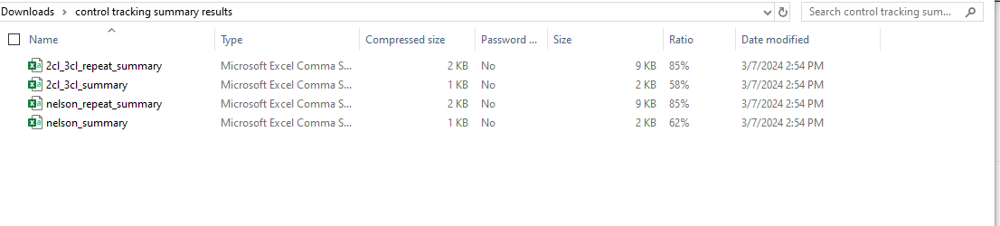 Downloads > control tracking summary results
Search control tracking sum...
Name Type Compressed size Password ... Size Ratio Date modified
2cl_3cl_repeat_summary Microsoft Excel Comma S... 2 KB No 9 KB 85% 3/7/2024 2:54 PM
2cl_3cl_summary Microsoft Excel Comma S... 1 KB No 2 KB 58% 3/7/2024 2:54 PM
nelson_repeat_summary Microsoft Excel Comma S... 2 KB No 9 KB 85% 3/7/2024 2:54 PM
nelson_summary Microsoft Excel Comma S... 1 KB No 2 KB 62% 3/7/2024 2:54 PM